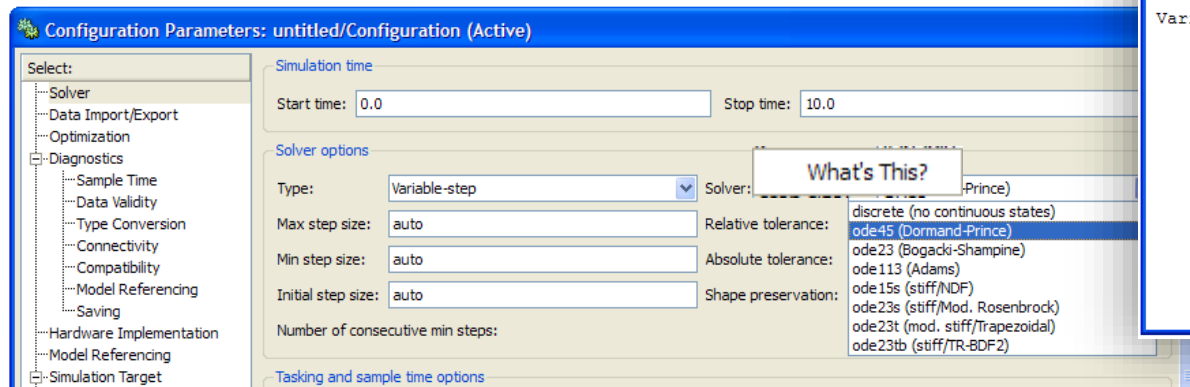 Configuration Parameters: untitled/Configuration (Active)
Select:
Solver
Data Import/Export
Optimization
Diagnostics
Sample Time
Data Validity
Type Conversion
Connectivity
Compatibility
Model Referencing
Saving
Hardware Implementation
Model Referencing
Simulation Target
Simulation time
Start time: 0.0 Stop time: 10.0
Solver options
What's This?
Type: Variable-step Solver: -Prince)
Max step size: auto Relative tolerance:
Min step size: auto Absolute tolerance:
Initial step size: auto Shape preservation:
Number of consecutive min steps:
discrete (no continuous states)
ode45 (Dormand-Prince)
ode23 (Bogacki-Shampine)
ode113 (Adams)
ode15s (stiff/NDF)
ode23s (stiff/Mod. Rosenbrock)
ode23t (mod. stiff/Trapezoidal)
ode23tb (stiff/TR-BDF2)
Tasking and sample time options
Var